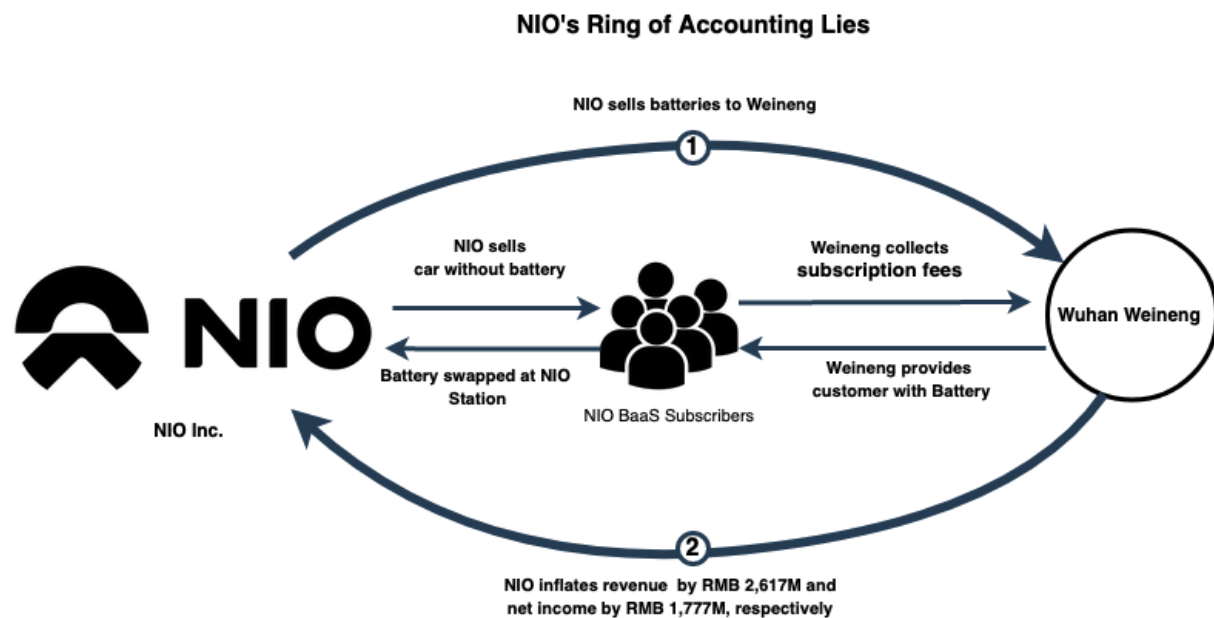 NIO's Ring of Accounting Lies
NIO sells batteries to Weineng
1
NIO sells
car without battery
Weineng collects
subscription fees
NIO
Wuhan Weineng
Battery swapped at NIO
Station
Weineng provides
customer with Battery
NIO BaaS Subscribers
NIO Inc.
2
NIO inflates revenue by RMB 2,617M and
net income by RMB 1,777M, respectively